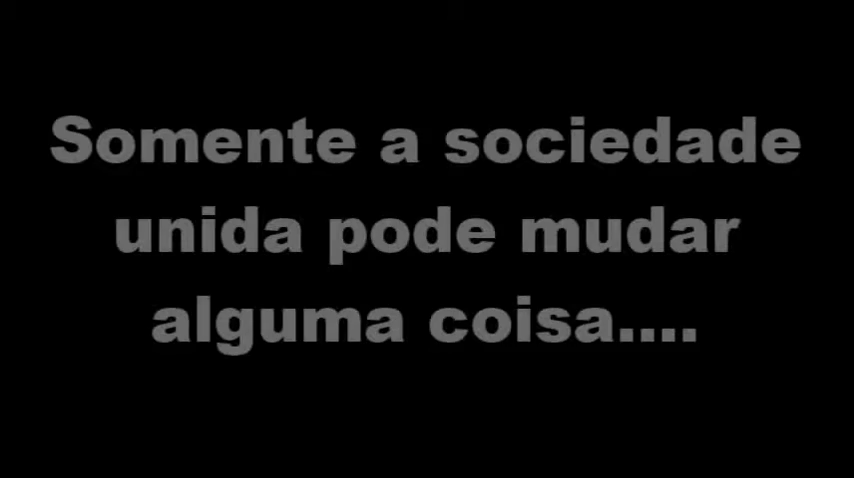 Somente a sociedade
unida pode mudar
alguma coisa....